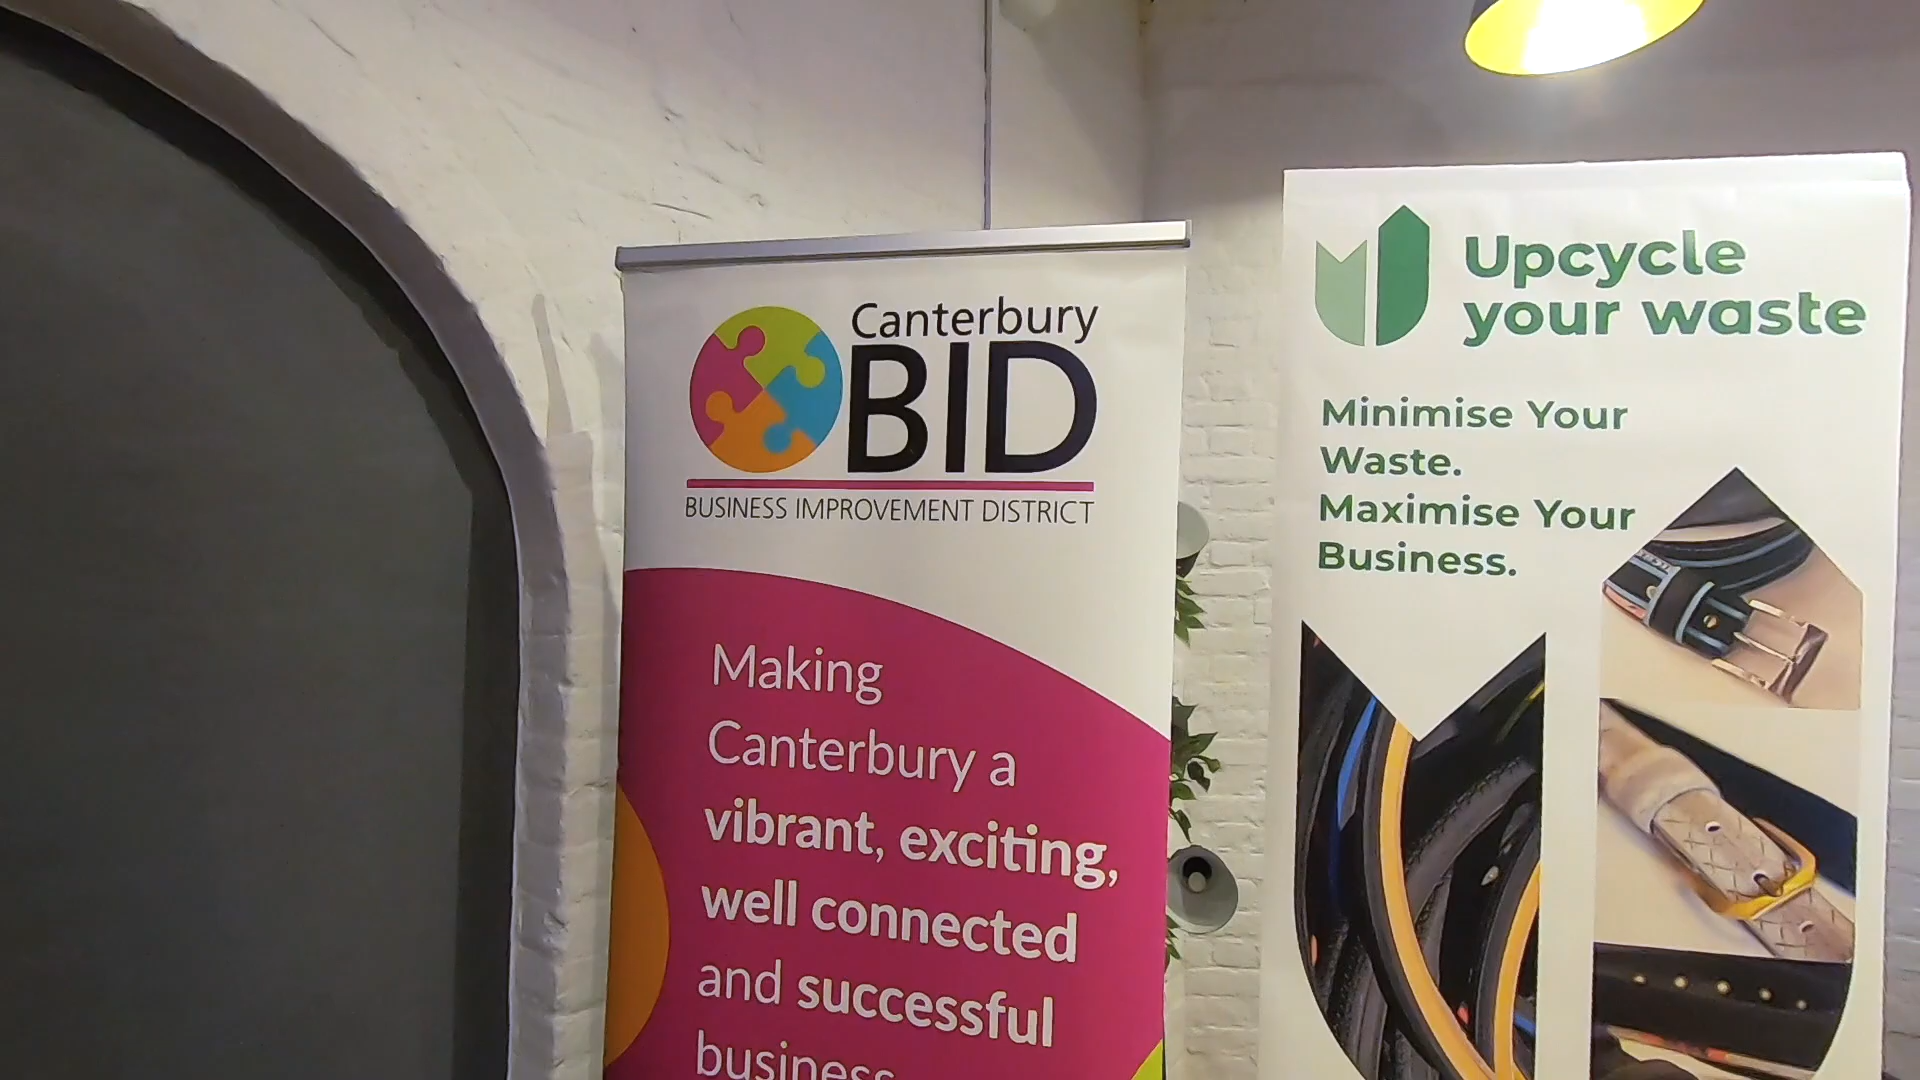 Canterbury
BID
BUSINESS IMPROVEMENT DISTRICT
Making
Canterbury a
vibrant, exciting,
well connected
and successful
business
Upcycle
your waste
Minimise Your
Waste.
Maximise Your
Business.